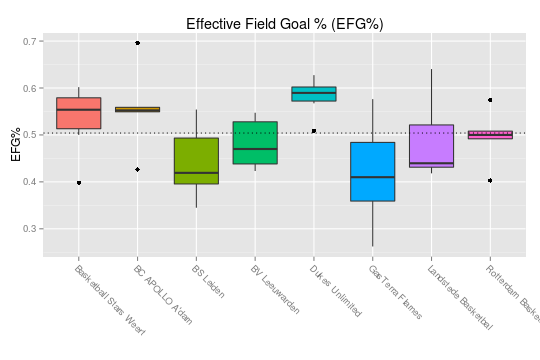 Effective Field Goal % (EFG%)
0.7
0.6
0.5
0.4
0.3
EFG%
Basketball Stars Weert
BC APOLLO A'dam
BS Leiden
BV Leeuwarden
Dukes Unlimited
GasTerra Flames
Landstede Basketbal
Rotterdam Baske